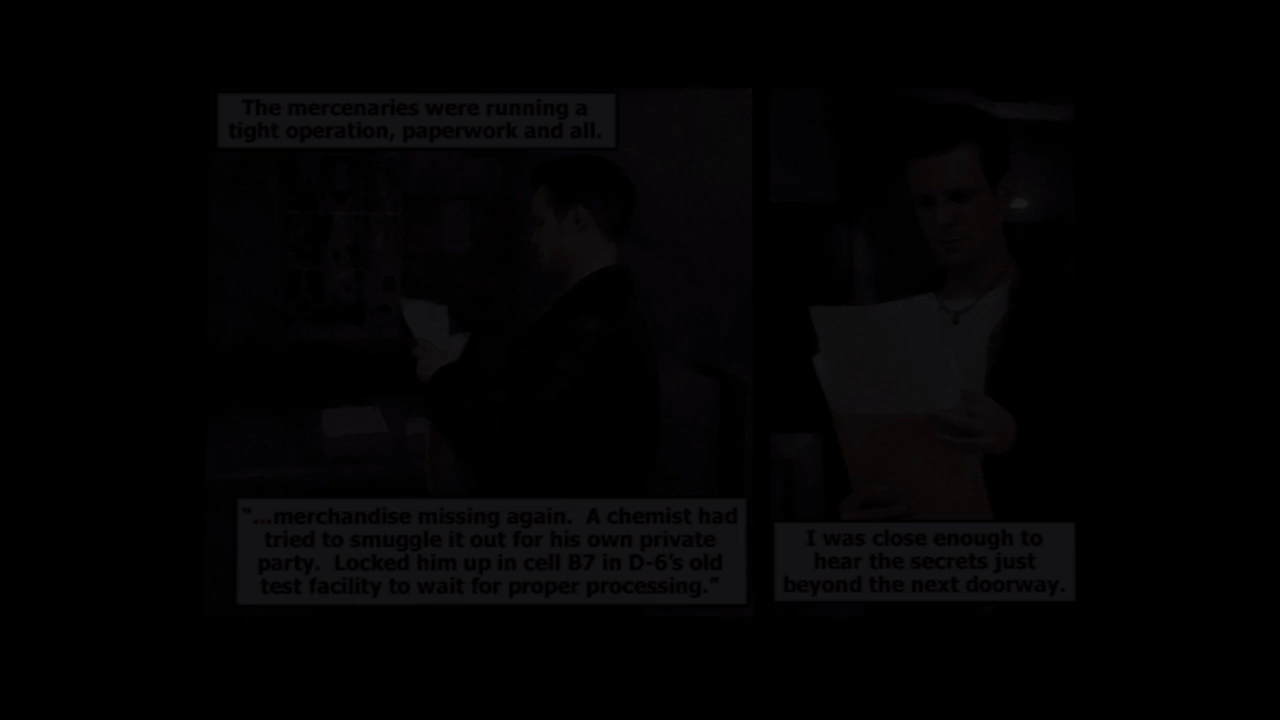 The mercenaries were running a
tight operation, paperwork and all.
"...merchandise missing again.  A chemist had
tried to smuggle it out for his own private
party.  Locked him up in cell B7 in D-6's old
test facility to wait for proper processing."
I was close enough to
hear the secrets just
beyond the next doorway.